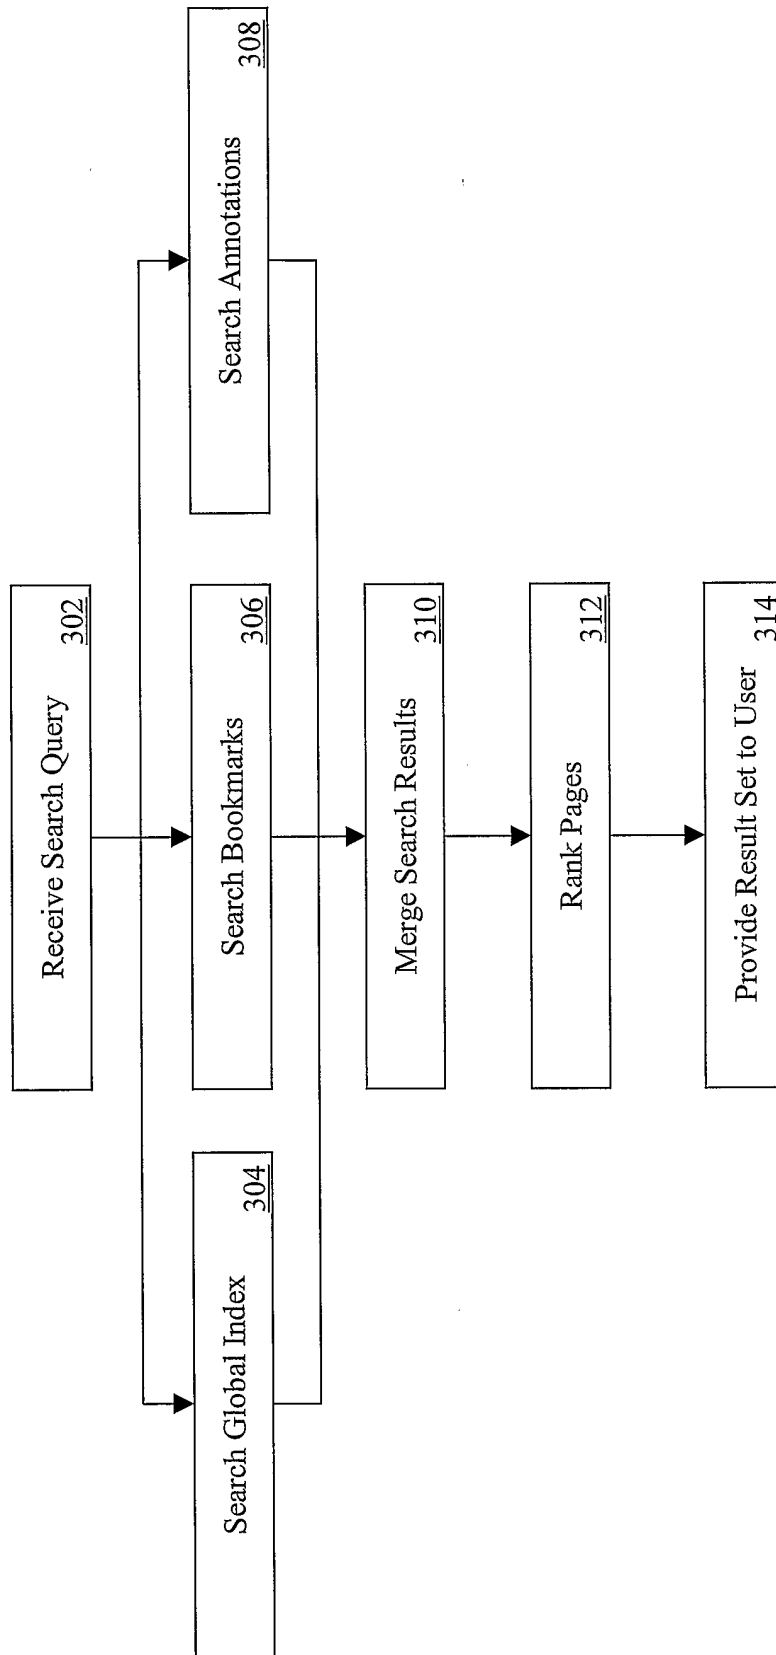 Receive Search Query
302
Search Global Index
304
Search Bookmarks
306
Search Annotations
308
Merge Search Results
310
Rank Pages
312
Provide Result Set to User
314